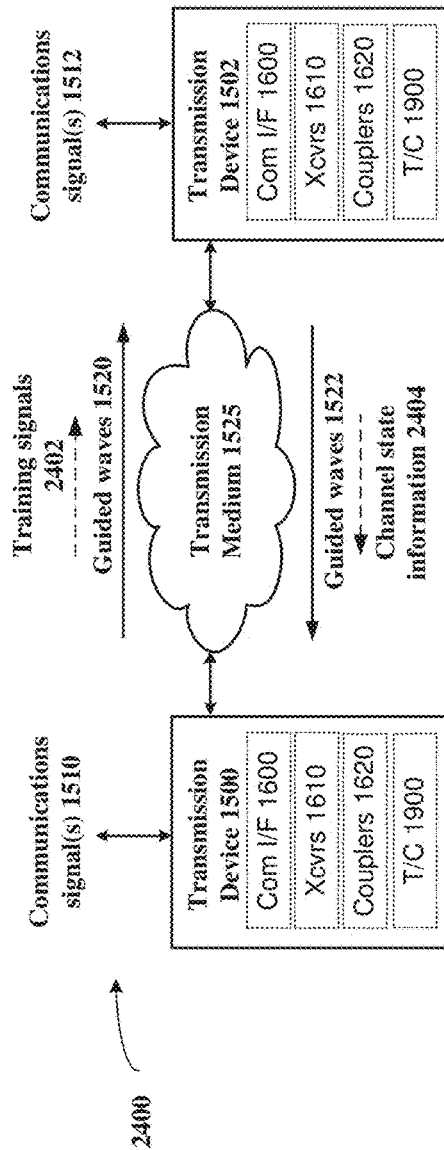 2400
Communications
signal(s) 1510
Transmission
Device 1500
Com I/F 1600
Xcvrs 1610
Couplers 1620
T/C 1900
Training signals
2402
Guided waves 1520
Transmission
Medium 1525
Guided waves 1522
Channel state
information 2404
Communications
signal(s) 1512
Transmission
Device 1502
Com I/F 1600
Xcvrs 1610
Couplers 1620
T/C 1900